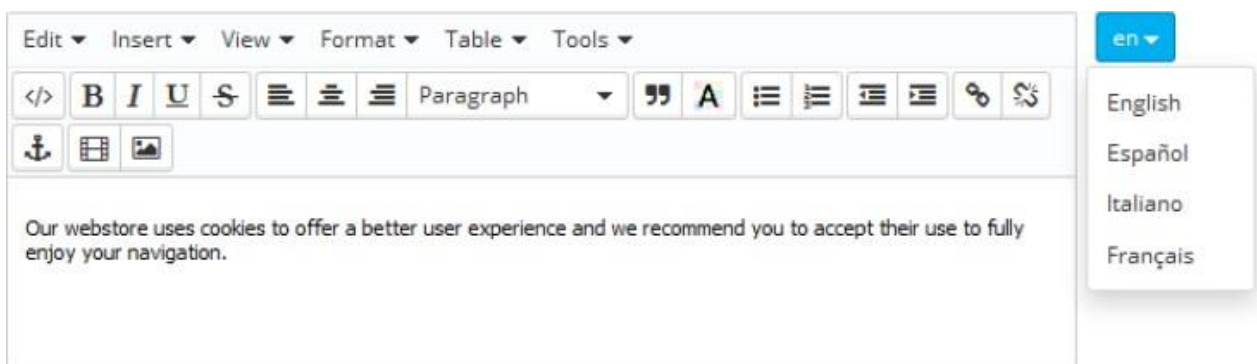 Edit Insert View Format Table Tools en
</> B I U S Paragraph A
English
Español
Italiano
Français
Our webstore uses cookies to offer a better user experience and we recommend you to accept their use to fully
enjoy your navigation.